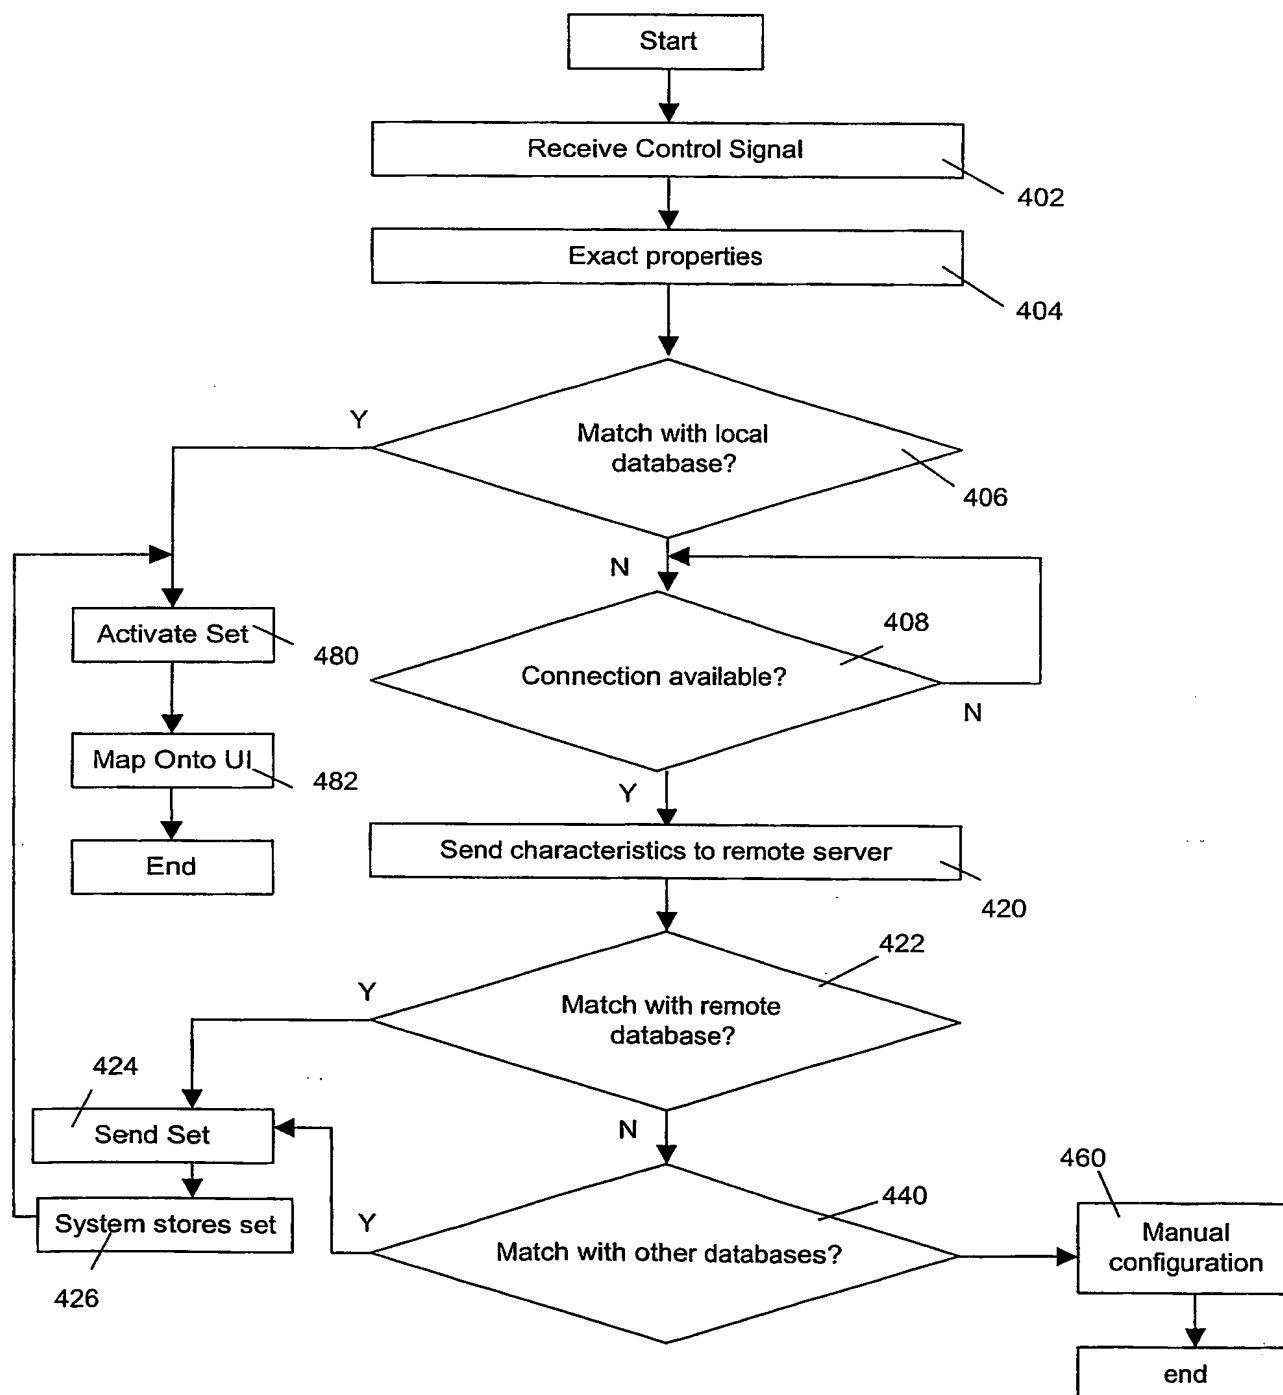 Start
Receive Control Signal
402
Exact properties
404
Y
Match with local
database?
406
N
Activate Set
480
408
Connection available?
N
Map Onto UI
482
Y
End
Send characteristics to remote server
420
422
Y
Match with remote
database?
424
Send Set
N
460
440
System stores set
Y
Manual
configuration
Match with other databases?
426
end